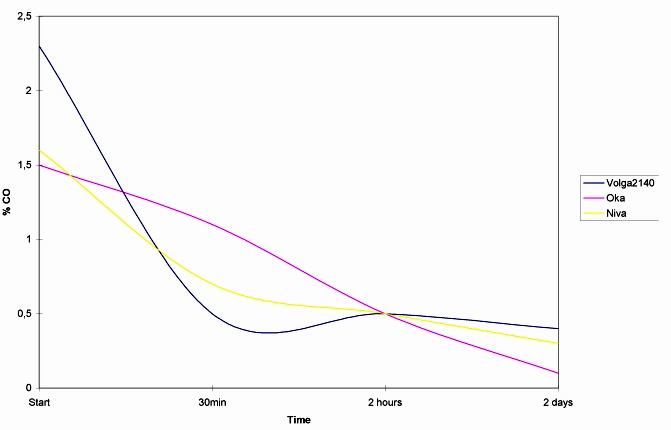 2,5
2
1,5
1
0,5
0
% CO
Start
30min
2 hours
2 days
Time
Volga2140
Oka
Niva